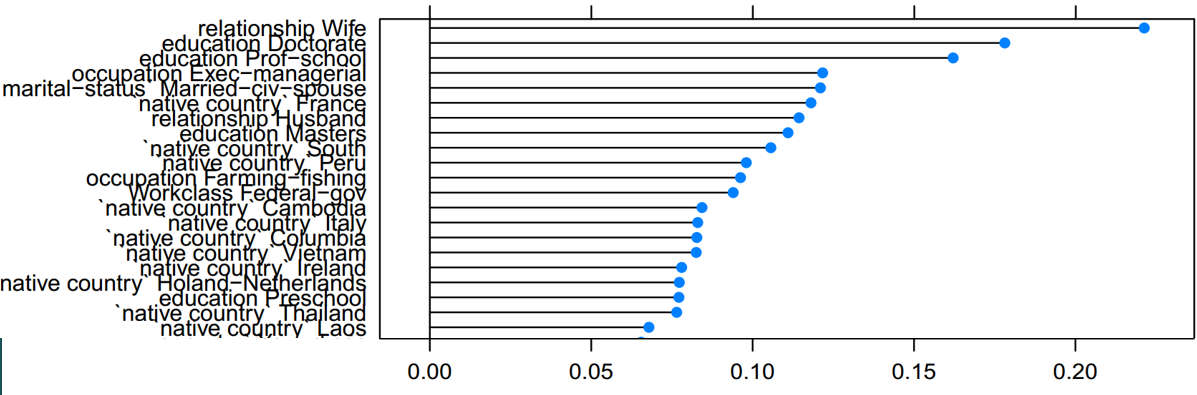 relationship Wife
education Doctorate
education Prof−school
occupation Exec−managerial
marital−status` Married−civ−spouse
`native country` France
relationship Husband
education Masters
`native country` South
`native country` Peru
occupation Farming−fishing
Workclass Federal−gov
`native country` Cambodia
`native country` Italy
`native country` Columbia
`native country` Vietnam
`native country` Ireland
native country` Holand−Netherlands
education Preschool
`native country` Thailand
`native country` Laos
0.00 0.05 0.10 0.15 0.20